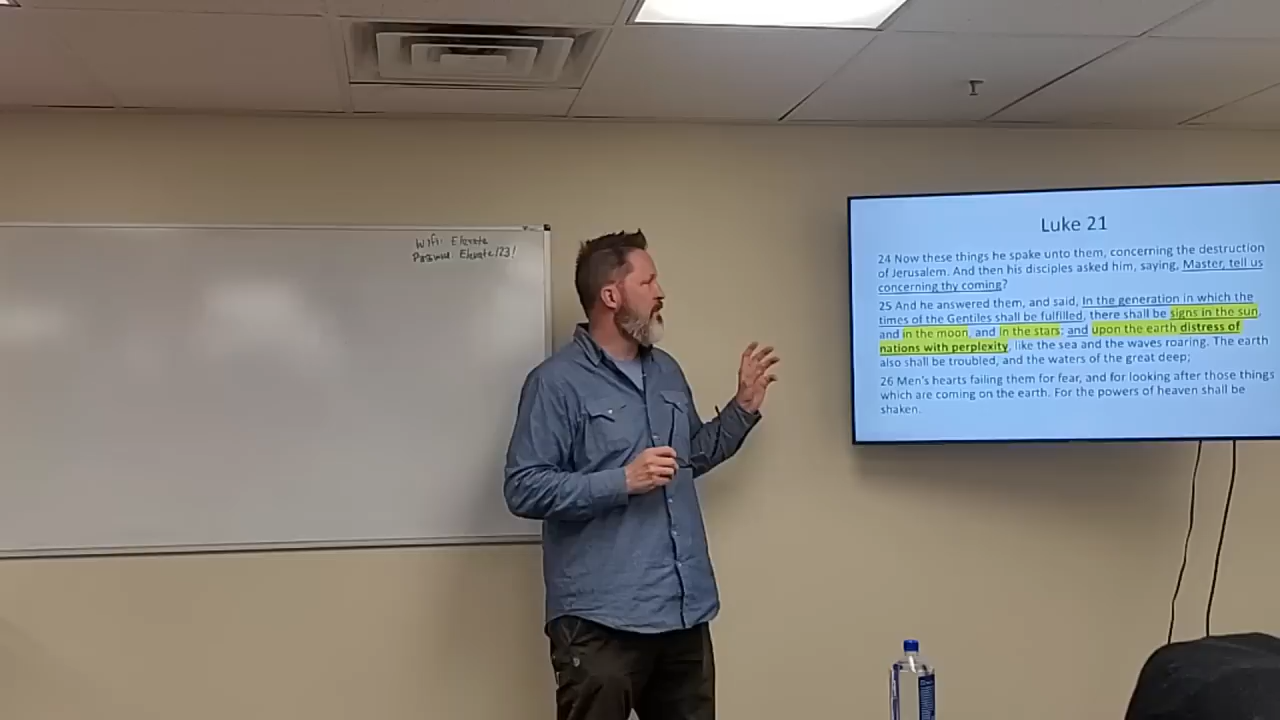 Wifi: Elevate
Elevate123!
Luke 21
24 Now these things he spake unto them, concerning the destruction
of Jerusalem. And then his disciples asked him, saying, Master, tell us
concerning thy coming?
25 And he answered them, and said, In the generation in which the
times of the Gentiles shall be fulfilled, there shall be signs in the sun,
and in the moon, and in the stars; and upon the earth distress of
nations with perplexity, like the sea and the waves roaring. The earth
also shall be troubled, and the waters of the great deep;
26 Men's hearts failing them for fear, and for looking after those things
which are coming on the earth. For the powers of heaven shall be
shaken.